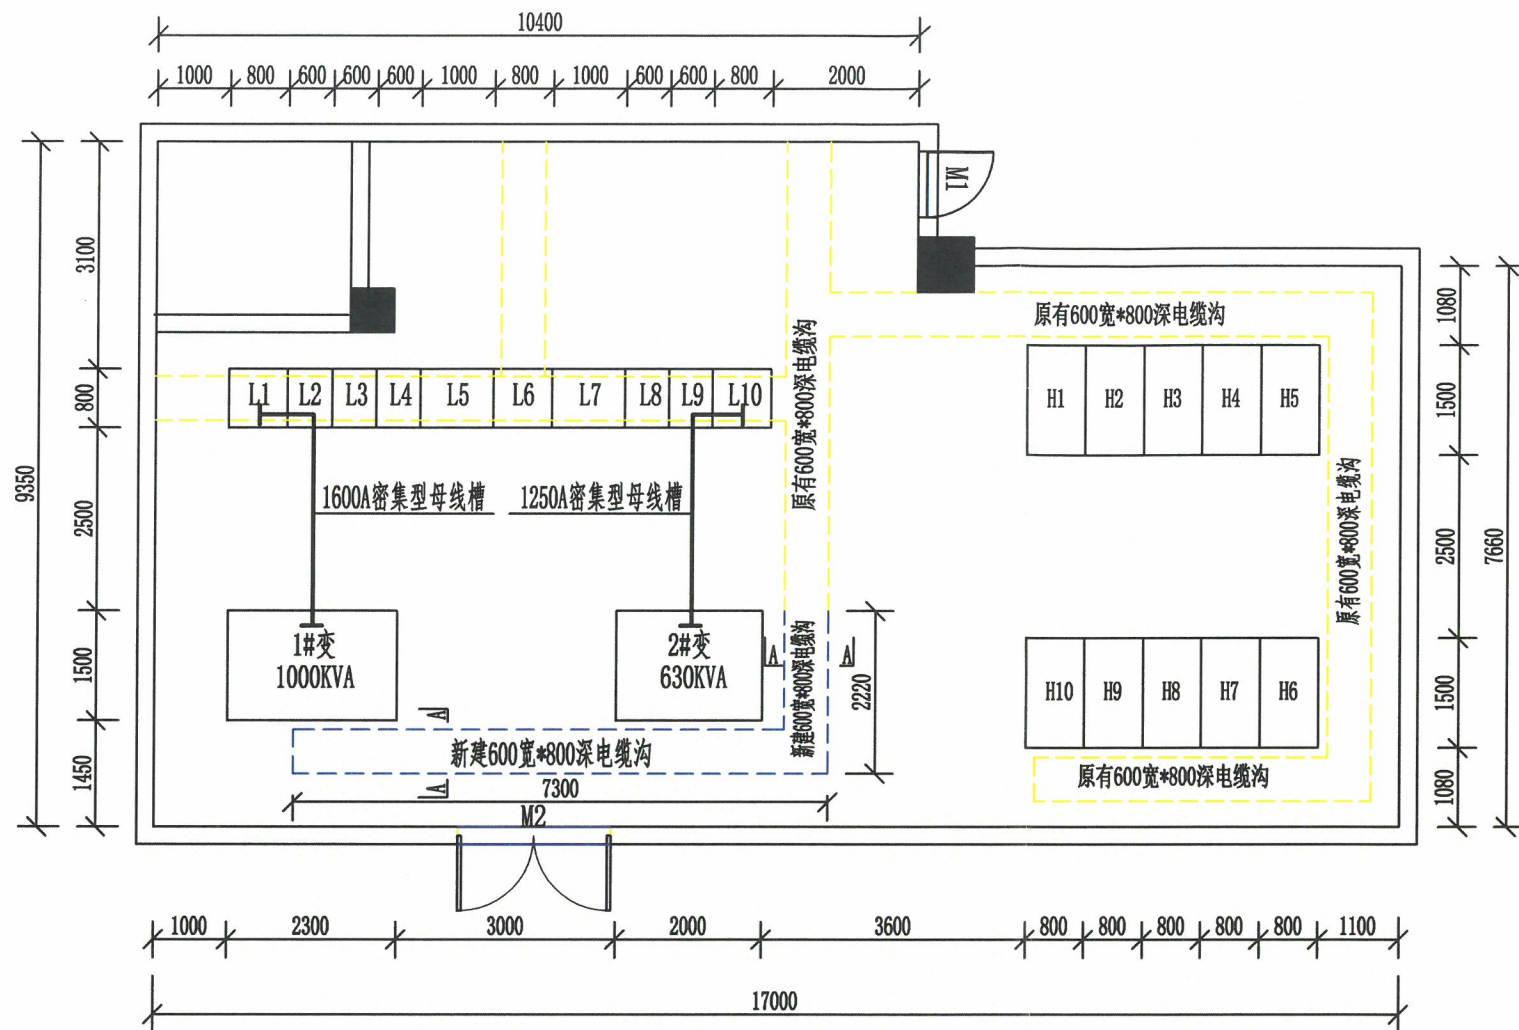 10400
1000 800 600 600 600 1000 800 1000 600 600 800 2000
M1
3100
800
2500
1500
1450
9350
1080
1500
2500
1500
1080
7660
原有600宽*800深电缆沟
原有600宽*800深电缆沟
L1 L2 L3 L4 L5 L6 L7 L8 L9 L10
H1 H2 H3 H4 H5
原有600宽*800深电缆沟
1600A密集型母线槽
1250A密集型母线槽
1#变
1000KVA
2#变
630KVA
A
A
新建600宽*800深电缆沟
2220
H10 H9 H8 H7 H6
A
新建600宽*800深电缆沟
A
原有600宽*800深电缆沟
7300
M2
1000 2300 3000 2000 3600 800 800 800 800 800 1100
17000